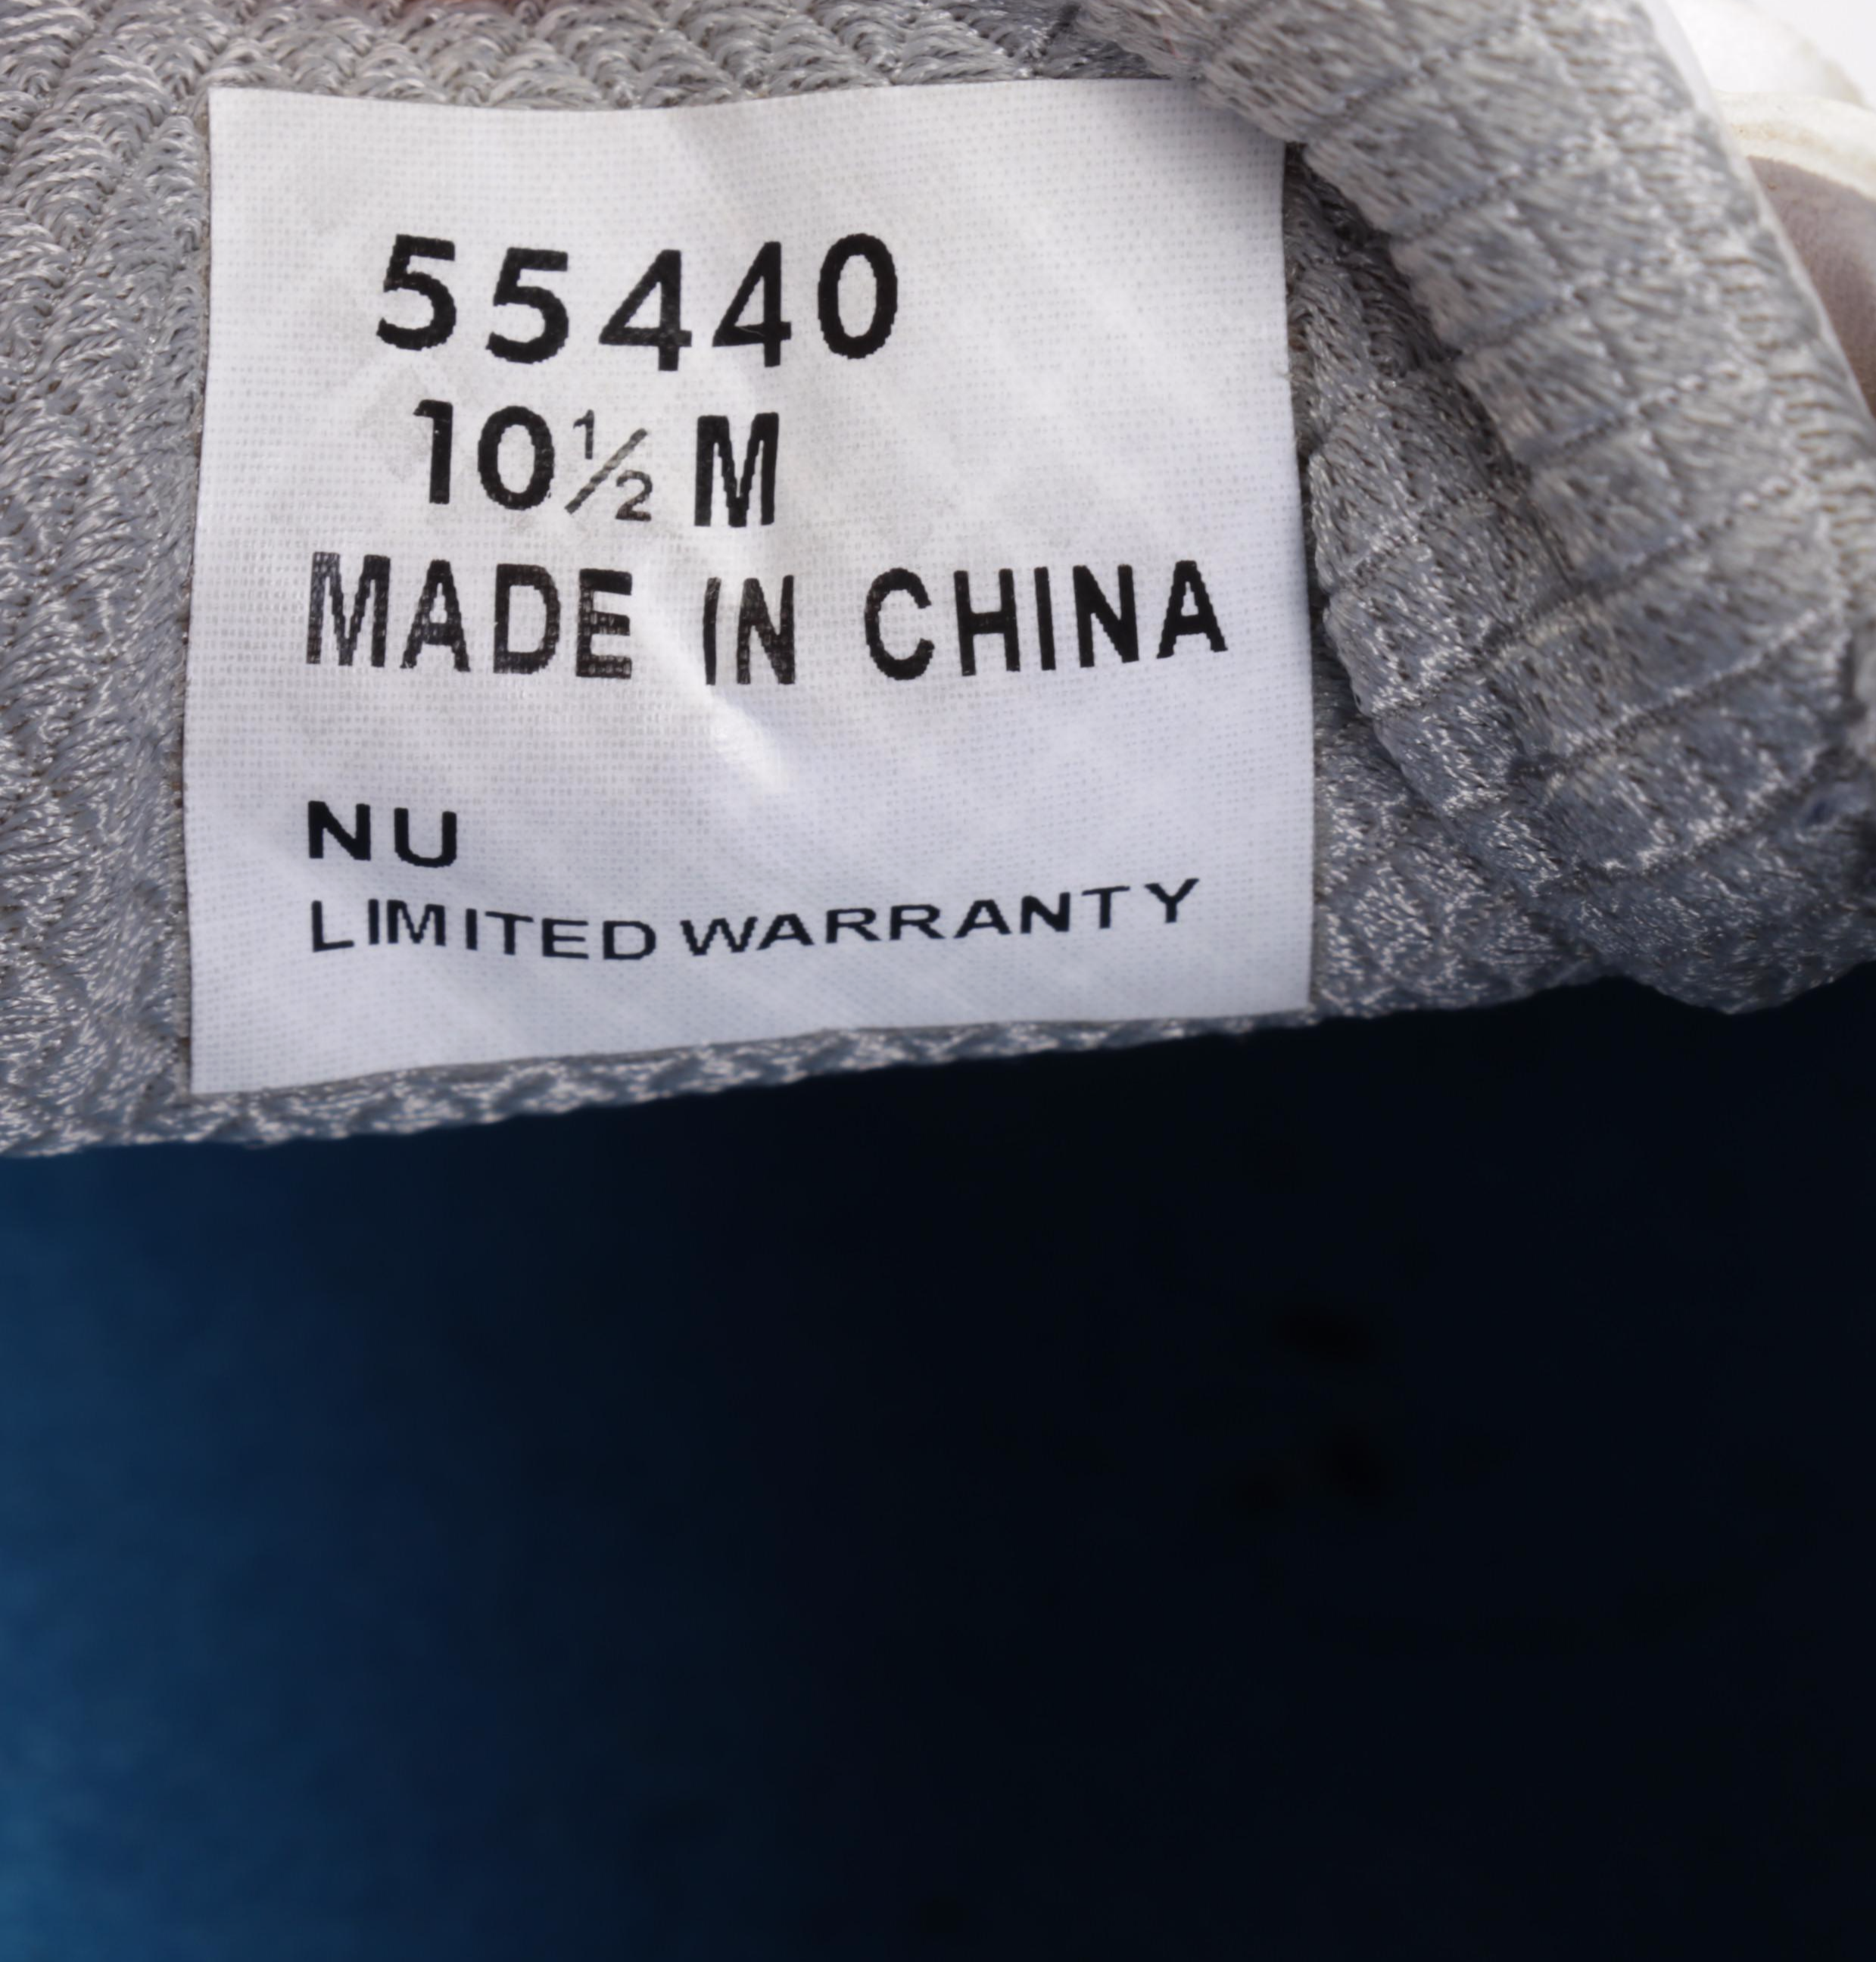 55440
10½ M
MADE IN CHINA
NU
LIMITED WARRANTY